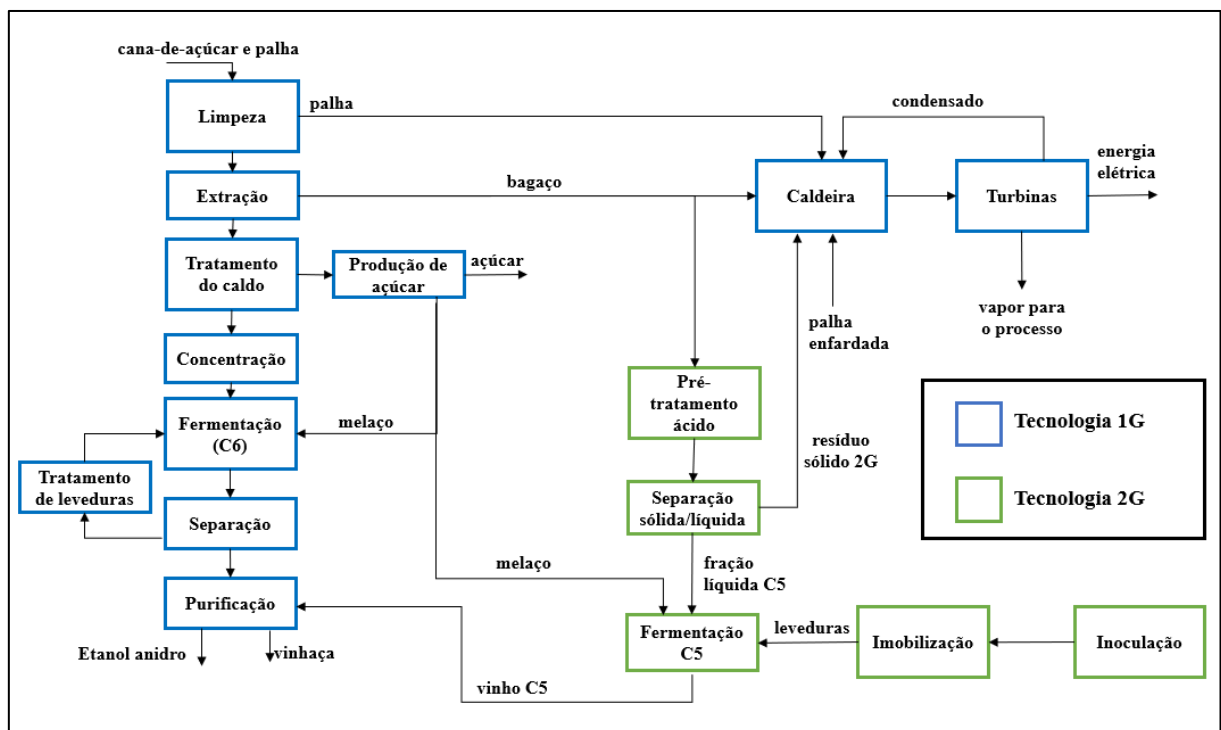 cana-de-açúcar e palha
Limpeza
palha
condensado
energia
elétrica
Extração
bagaço
Caldeira
Turbinas
Tratamento
do caldo
Produção de
açúcar
açúcar
palha
enfardada
vapor para
o processo
Concentração
Pré-
tratamento
ácido
Fermentação
(C6)
melaço
resíduo
sólido 2G
Tecnologia 1G
Tecnologia 2G
Tratamento
de leveduras
Separação
Separação
sólida/líquida
melaço
fração
líquida C5
Purificação
Fermentação
C5
leveduras
Imobilização
Inoculação
Etanol anidro
vinhaça
vinho C5